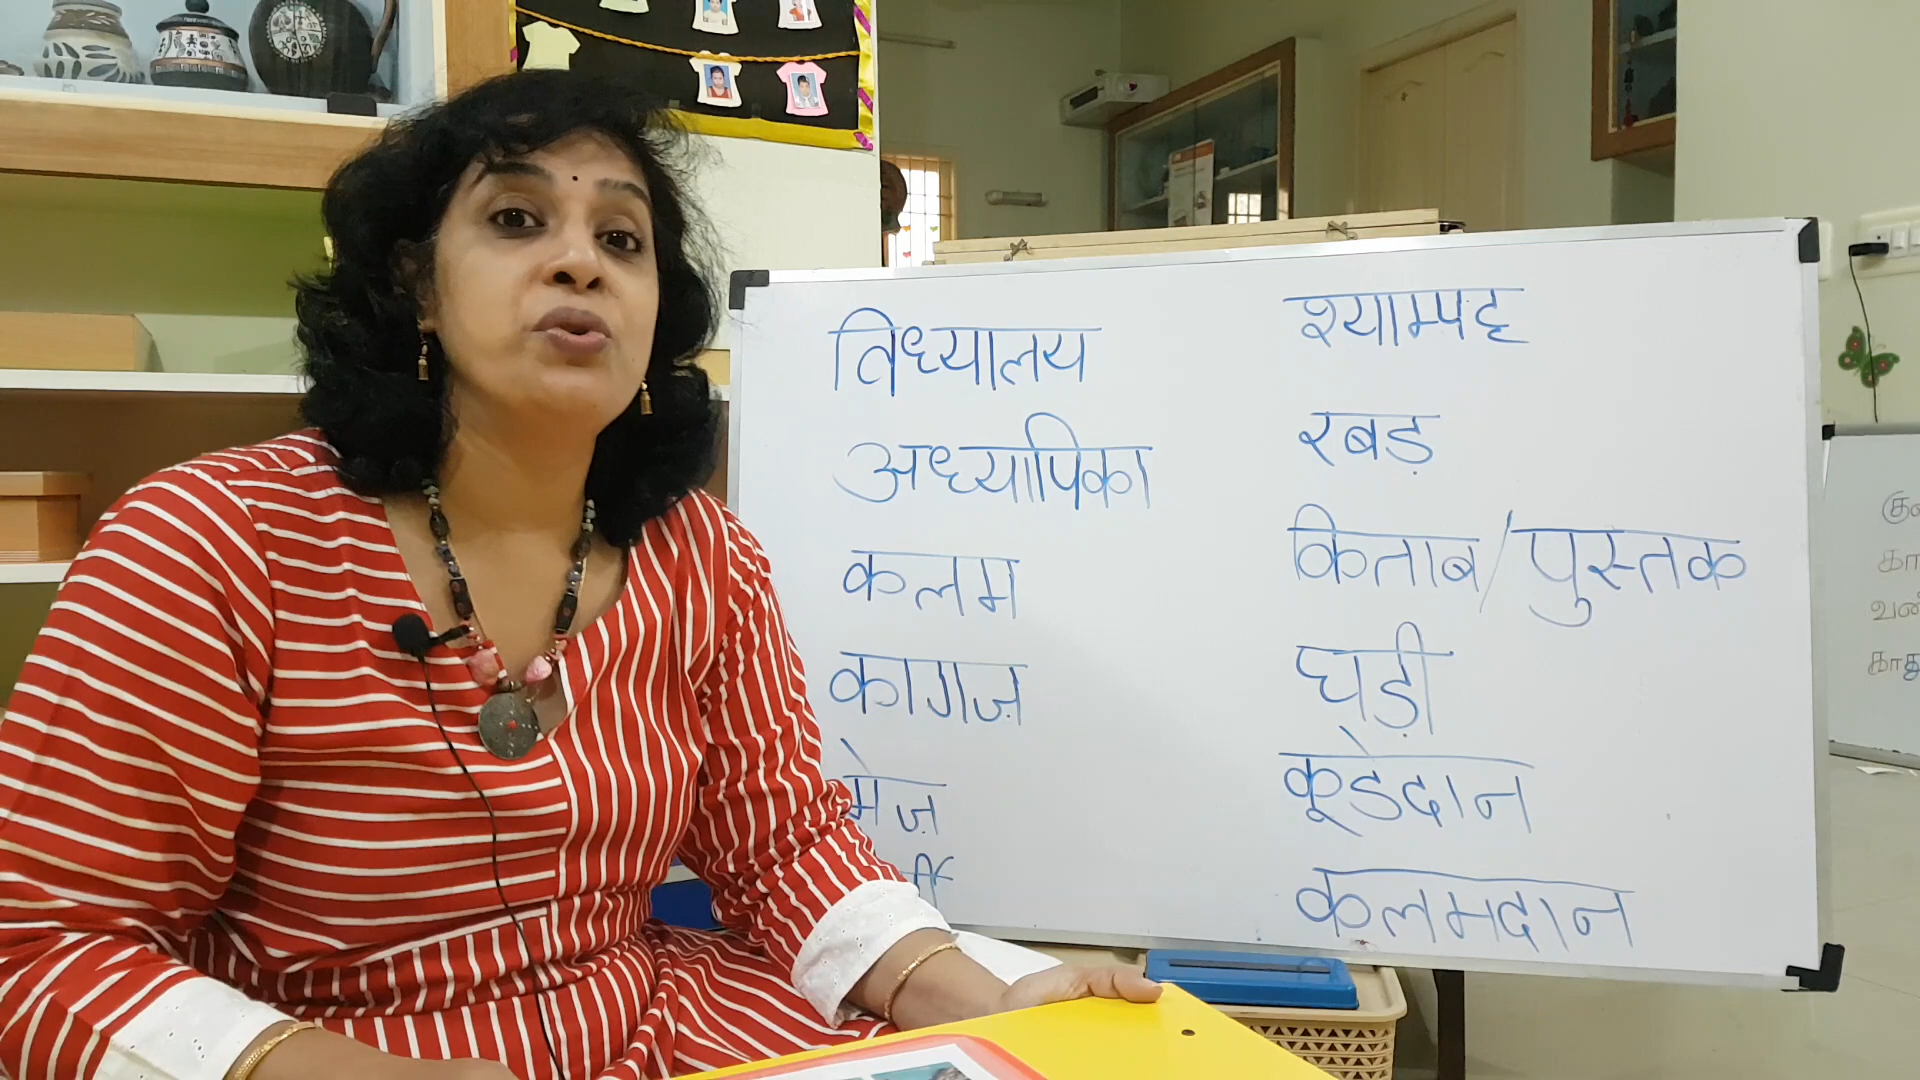 विध्यालय
अध्यापिका
कलम
कागज़
मेज़
श्यामपट्ट
रबड़
किताब/पुस्तक
घड़ी
कूडेदान
कलमदान